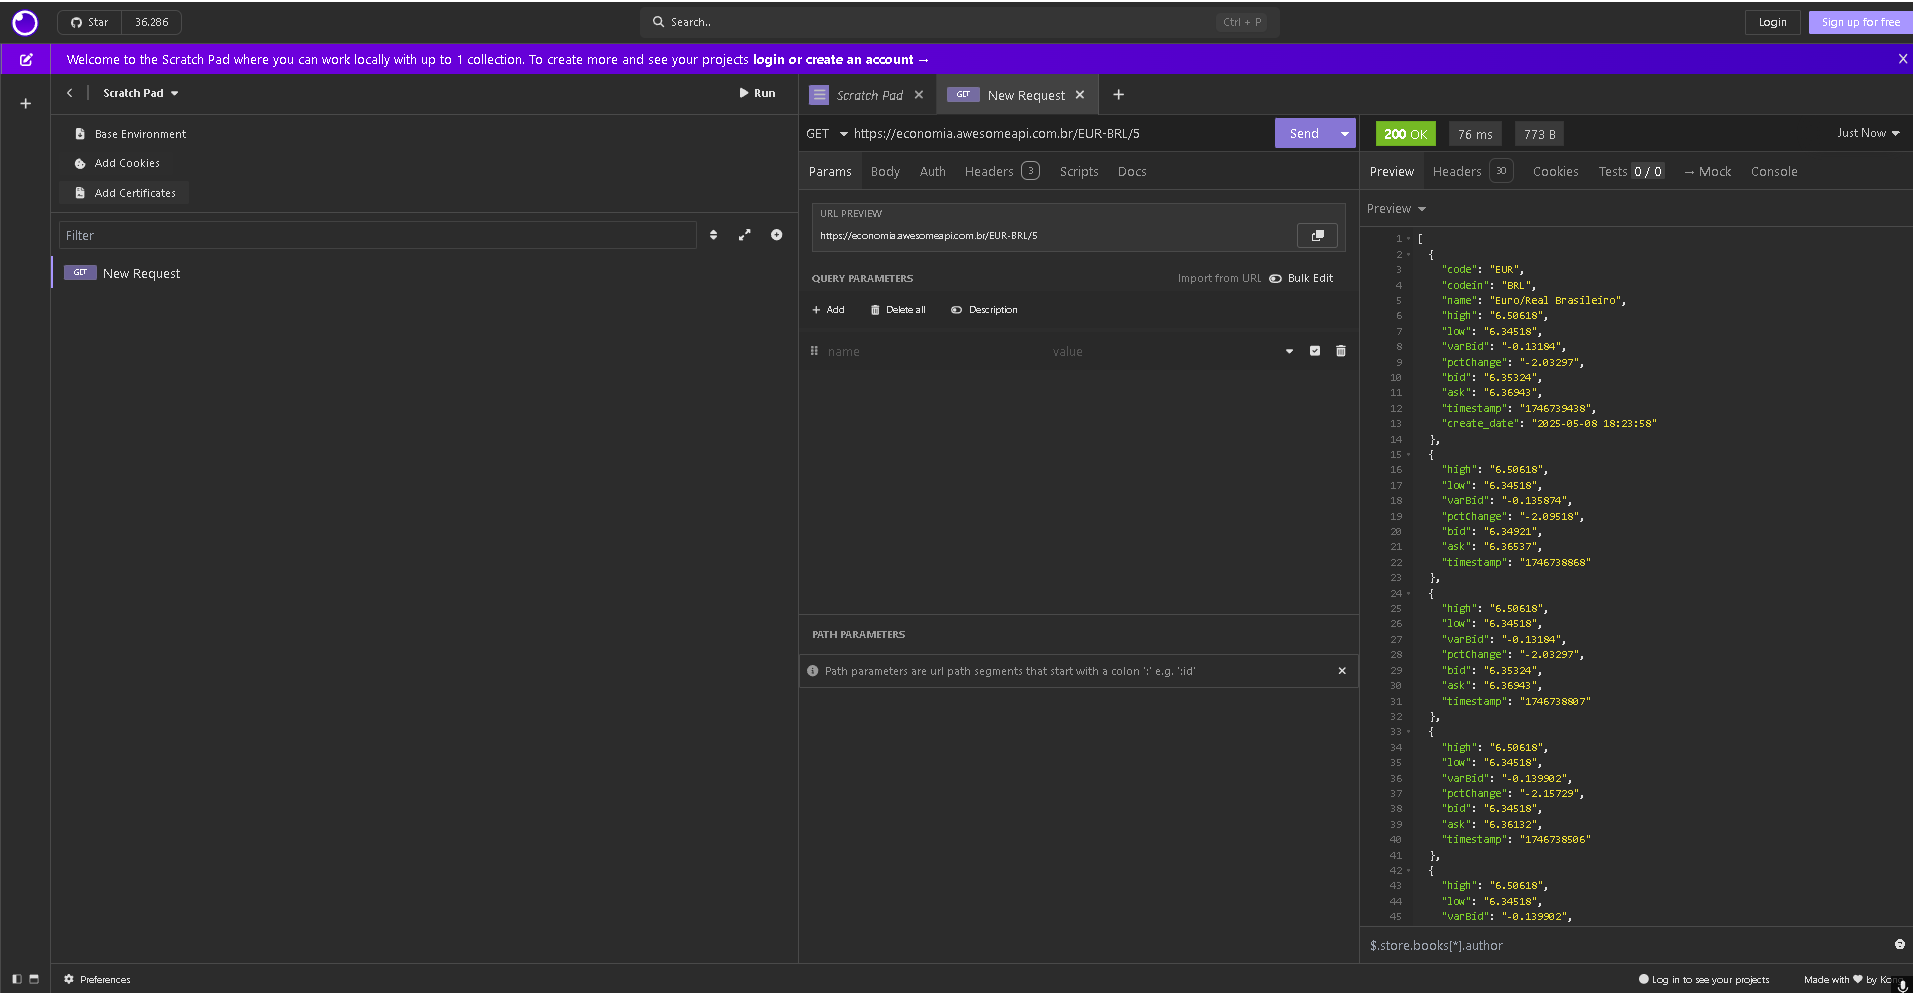 Star 36.286
Search.. Ctrl + P
Login Sign up for free
Welcome to the Scratch Pad where you can work locally with up to 1 collection. To create more and see your projects login or create an account → X
Scratch Pad Run
Base Environment
Add Cookies
Add Certificates
Filter
GET New Request
Preferences
Scratch Pad GET New Request
GET https://economia.awesomeapi.com.br/EUR-BRL/5 Send
Params Body Auth Headers 3 Scripts Docs
URL PREVIEW
https://economia.awesomeapi.com.br/EUR-BRL/5
QUERY PARAMETERS Import from URL Bulk Edit
+ Add Delete all Description
name value
PATH PARAMETERS
Path parameters are url path segments that start with a colon ':' e.g. ':id'
200 OK 76 ms 773 B Just Now
Preview Headers 30 Cookies Tests 0 / 0 → Mock Console
Preview
1 [
2 {
3 "code": "EUR",
4 "codein": "BRL",
5 "name": "Euro/Real Brasileiro",
6 "high": "6.50618",
7 "low": "6.34518",
8 "varBid": "-0.13184",
9 "pctChange": "-2.03297",
10 "bid": "6.35324",
11 "ask": "6.36943",
12 "timestamp": "1746739438",
13 "create_date": "2025-05-08 18:23:58"
14 },
15 {
16 "high": "6.50618",
17 "low": "6.34518",
18 "varBid": "-0.135874",
19 "pctChange": "-2.09518",
20 "bid": "6.34921",
21 "ask": "6.36537",
22 "timestamp": "1746738868"
23 },
24 {
25 "high": "6.50618",
26 "low": "6.34518",
27 "varBid": "-0.13184",
28 "pctChange": "-2.03297",
29 "bid": "6.35324",
30 "ask": "6.36943",
31 "timestamp": "1746738807"
32 },
33 {
34 "high": "6.50618",
35 "low": "6.34518",
36 "varBid": "-0.139902",
37 "pctChange": "-2.15729",
38 "bid": "6.34518",
39 "ask": "6.36132",
40 "timestamp": "1746738506"
41 },
42 {
43 "high": "6.50618",
44 "low": "6.34518",
45 "varBid": "-0.139902",
$.store.books[*].author
Log in to see your projects Made with ♥ by